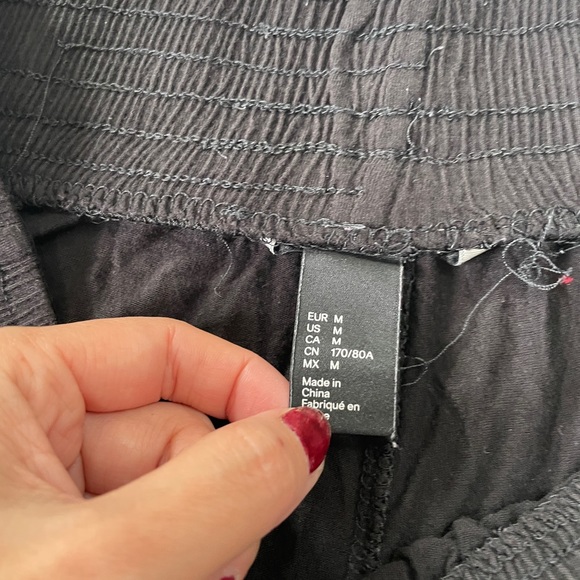 EUR M
US M
CA M
CN 170/80A
MX M
Made in
China
Fabriqué en